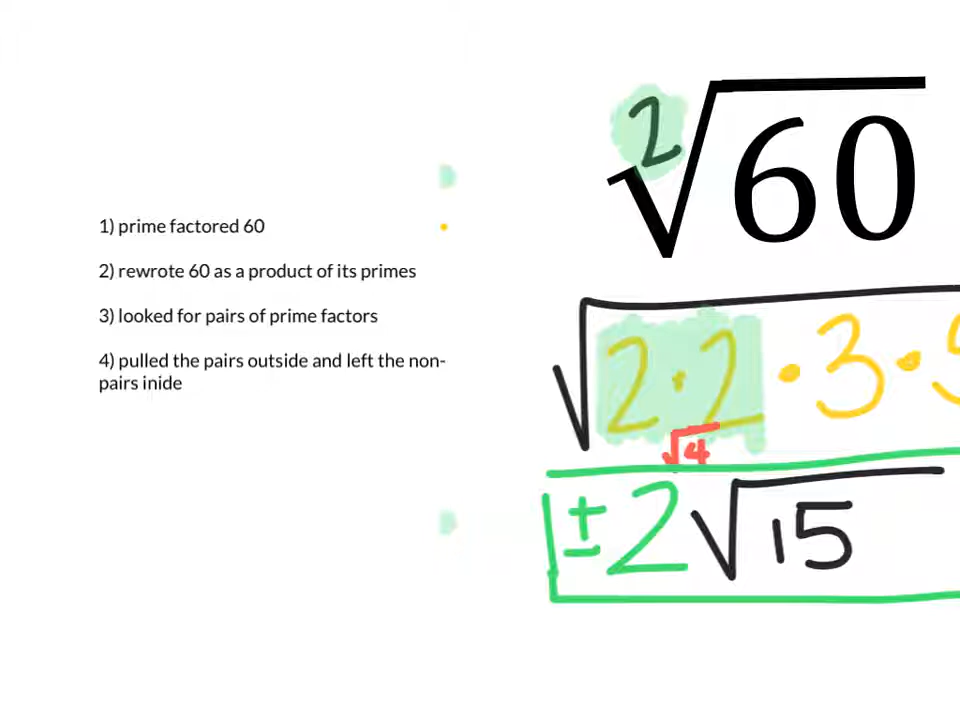 ²√60
1) prime factored 60
2) rewrote 60 as a product of its primes
3) looked for pairs of prime factors
4) pulled the pairs outside and left the non-
pairs inide
√2·2·3·5
√4
±2√15